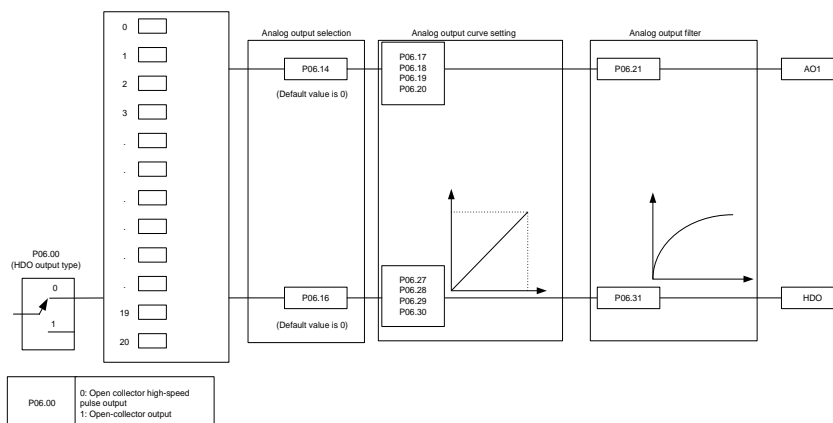 0
1
2
3
.
.
.
.
.
.
19
20
Analog output selection
P06.14
(Default value is 0)
P06.16
(Default value is 0)
Analog output curve setting
P06.17
P06.18
P06.19
P06.20
P06.27
P06.28
P06.29
P06.30
Analog output filter
P06.21
P06.31
AO1
HDO
P06.00
(HDO output type)
0
1
P06.00
0: Open collector high-speed
pulse output
1: Open-collector output